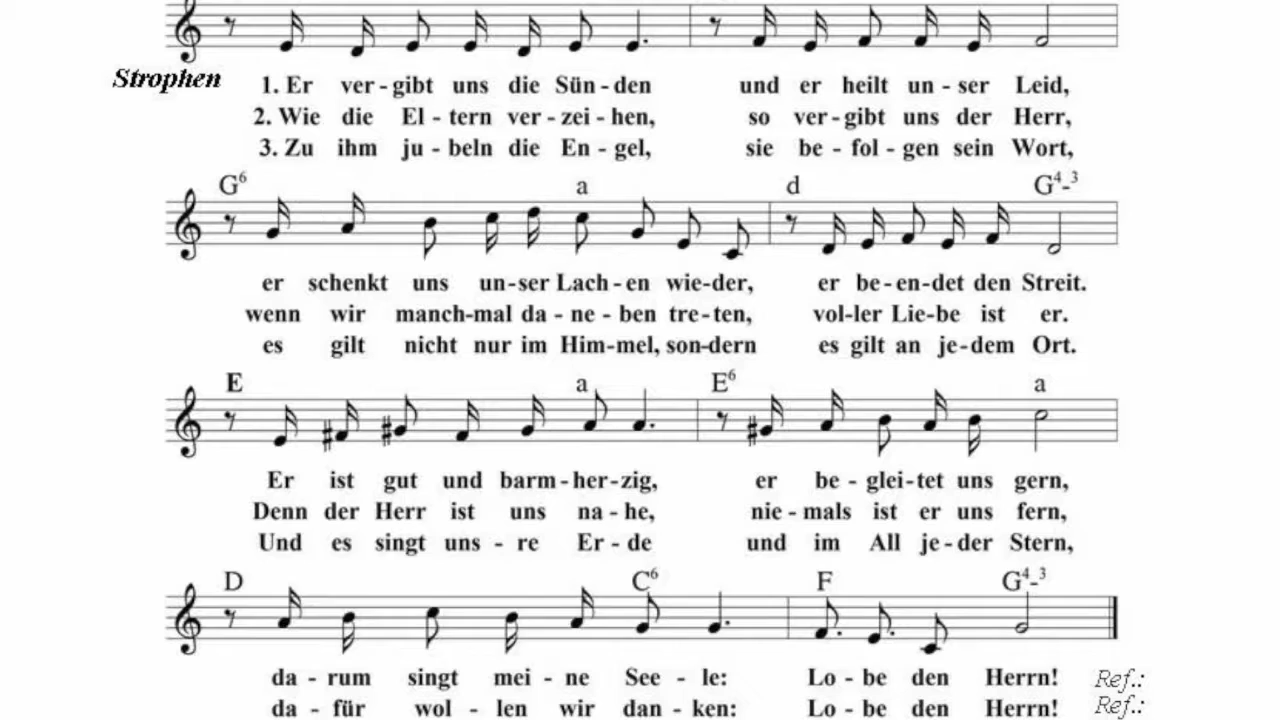 Strophen 1. Er ver - gibt uns die Sün - den und er heilt un - ser Leid,
2. Wie die El - tern ver - zei - hen, so ver - gibt uns der Herr,
3. Zu ihm ju - beln die En - gel, sie be - fol - gen sein Wort,
G6 a d G4-3
er schenkt uns un - ser Lach - en wie - der, er be - en - det den Streit.
wenn wir manch - mal da - ne - ben tre - ten, vol - ler Lie - be ist er.
es gilt nicht nur im Him - mel, son - dern es gilt an je - dem Ort.
E a E6 a
Er ist gut und barm - her - zig, er be - glei - tet uns gern,
Denn der Herr ist uns na - he, nie - mals ist er uns fern,
Und es singt uns - re Er - de und im All je - der Stern,
D C6 F G4-3
da - rum singt mei - ne See - le: Lo - be den Herrn! Ref.:
da - für wol - len wir dan - ken: Lo - be den Herrn! Ref.: